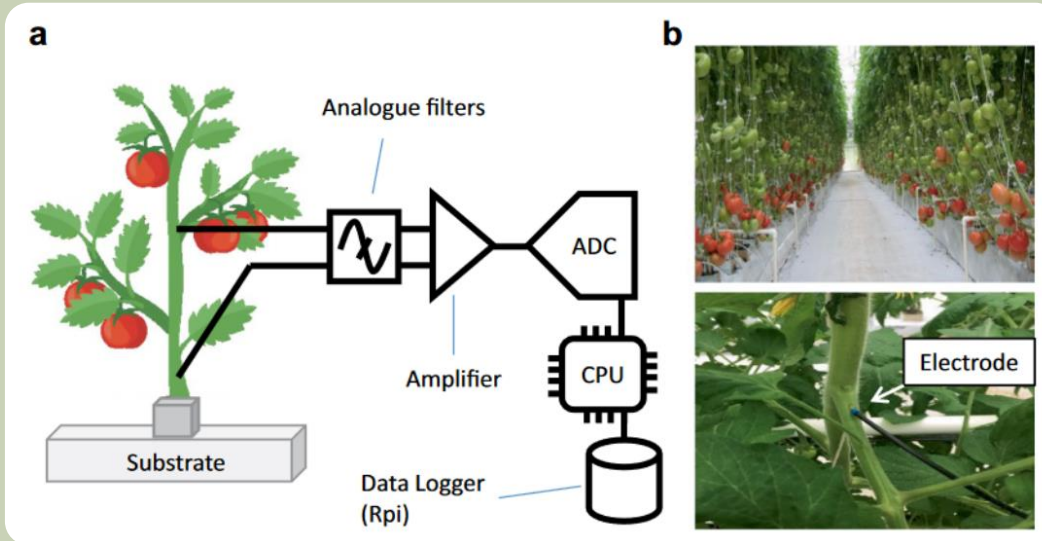 a
b
Analogue filters
ADC
Amplifier
CPU
Electrode
Substrate
Data Logger
(Rpi)